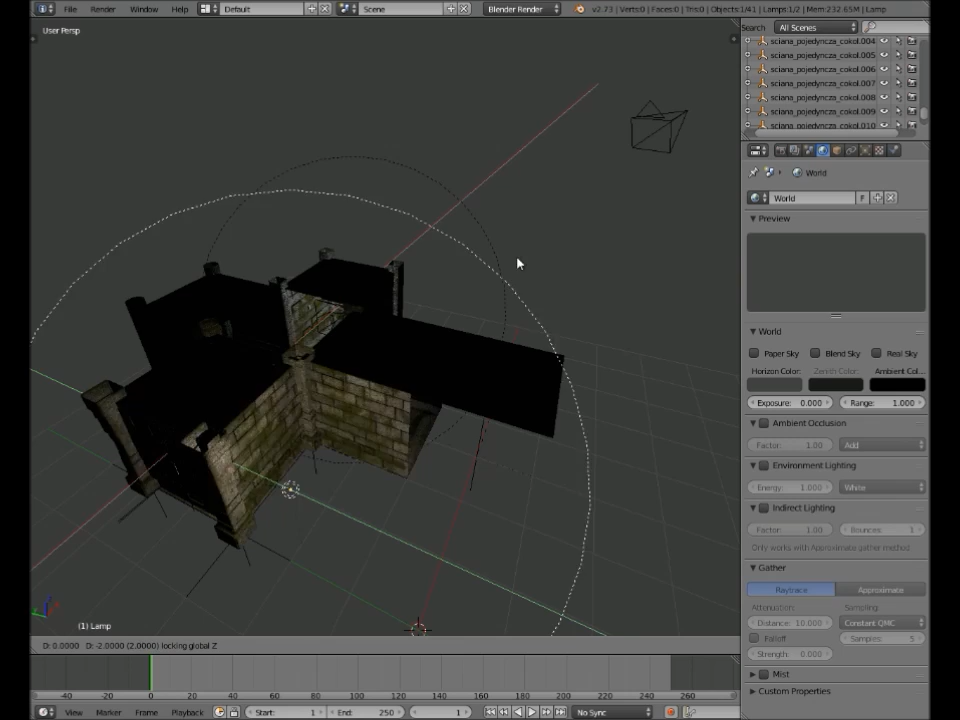 File Render Window Help Default Scene Blender Render v2.73 | Verts:0 | Faces:0 | Tris:0 | Objects:1/41 | Lamps:1/2 | Mem:232.65M | Lamp
User Persp
Search All Scenes
sciana_pojedyncza_cokol.004
sciana_pojedyncza_cokol.005
sciana_pojedyncza_cokol.006
sciana_pojedyncza_cokol.007
sciana_pojedyncza_cokol.008
sciana_pojedyncza_cokol.009
sciana_pojedyncza_cokol.010
World
World F
Preview
World
Paper Sky Blend Sky Real Sky
Horizon Color: Zenith Color: Ambient Col...
Exposure: 0.000 Range: 1.000
Ambient Occlusion
Factor: 1.00 Add
Environment Lighting
Energy: 1.000 White
Indirect Lighting
Factor: 1.00 Bounces: 1
Only works with Approximate gather method
Gather
Raytrace Approximate
Attenuation: Sampling:
Distance: 10.000 Constant QMC
Falloff Samples: 5
Strength: 0.000
Mist
Custom Properties
(1) Lamp
D: 0.0000 D: -2.0000 (2.0000) locking global Z
-40 -20 0 20 40 60 80 100 120 140 160 180 200 220 240 260
View Marker Frame Playback Start: 1 End: 250 1 No Sync